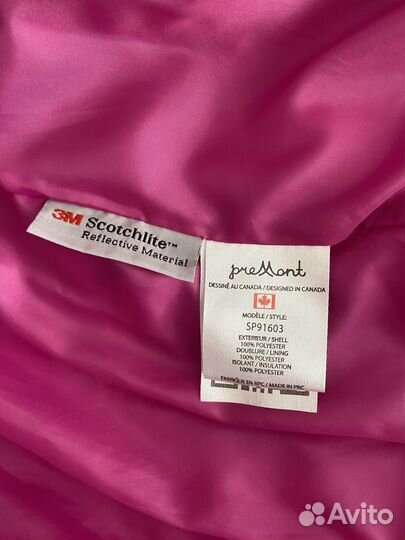 3M Scotchlite™
Reflective Material
preMont
DESSINÉ AU CANADA / DESIGNED IN CANADA
MODÈLE / STYLE:
SP91603
EXTERIEUR / SHELL
100% POLYESTER
DOUBLURE / LINING
100% POLYESTER
ISOLANT / INSULATION
100% POLYESTER
FABRIQUÉ EN RPC / MADE IN PRC
Avito